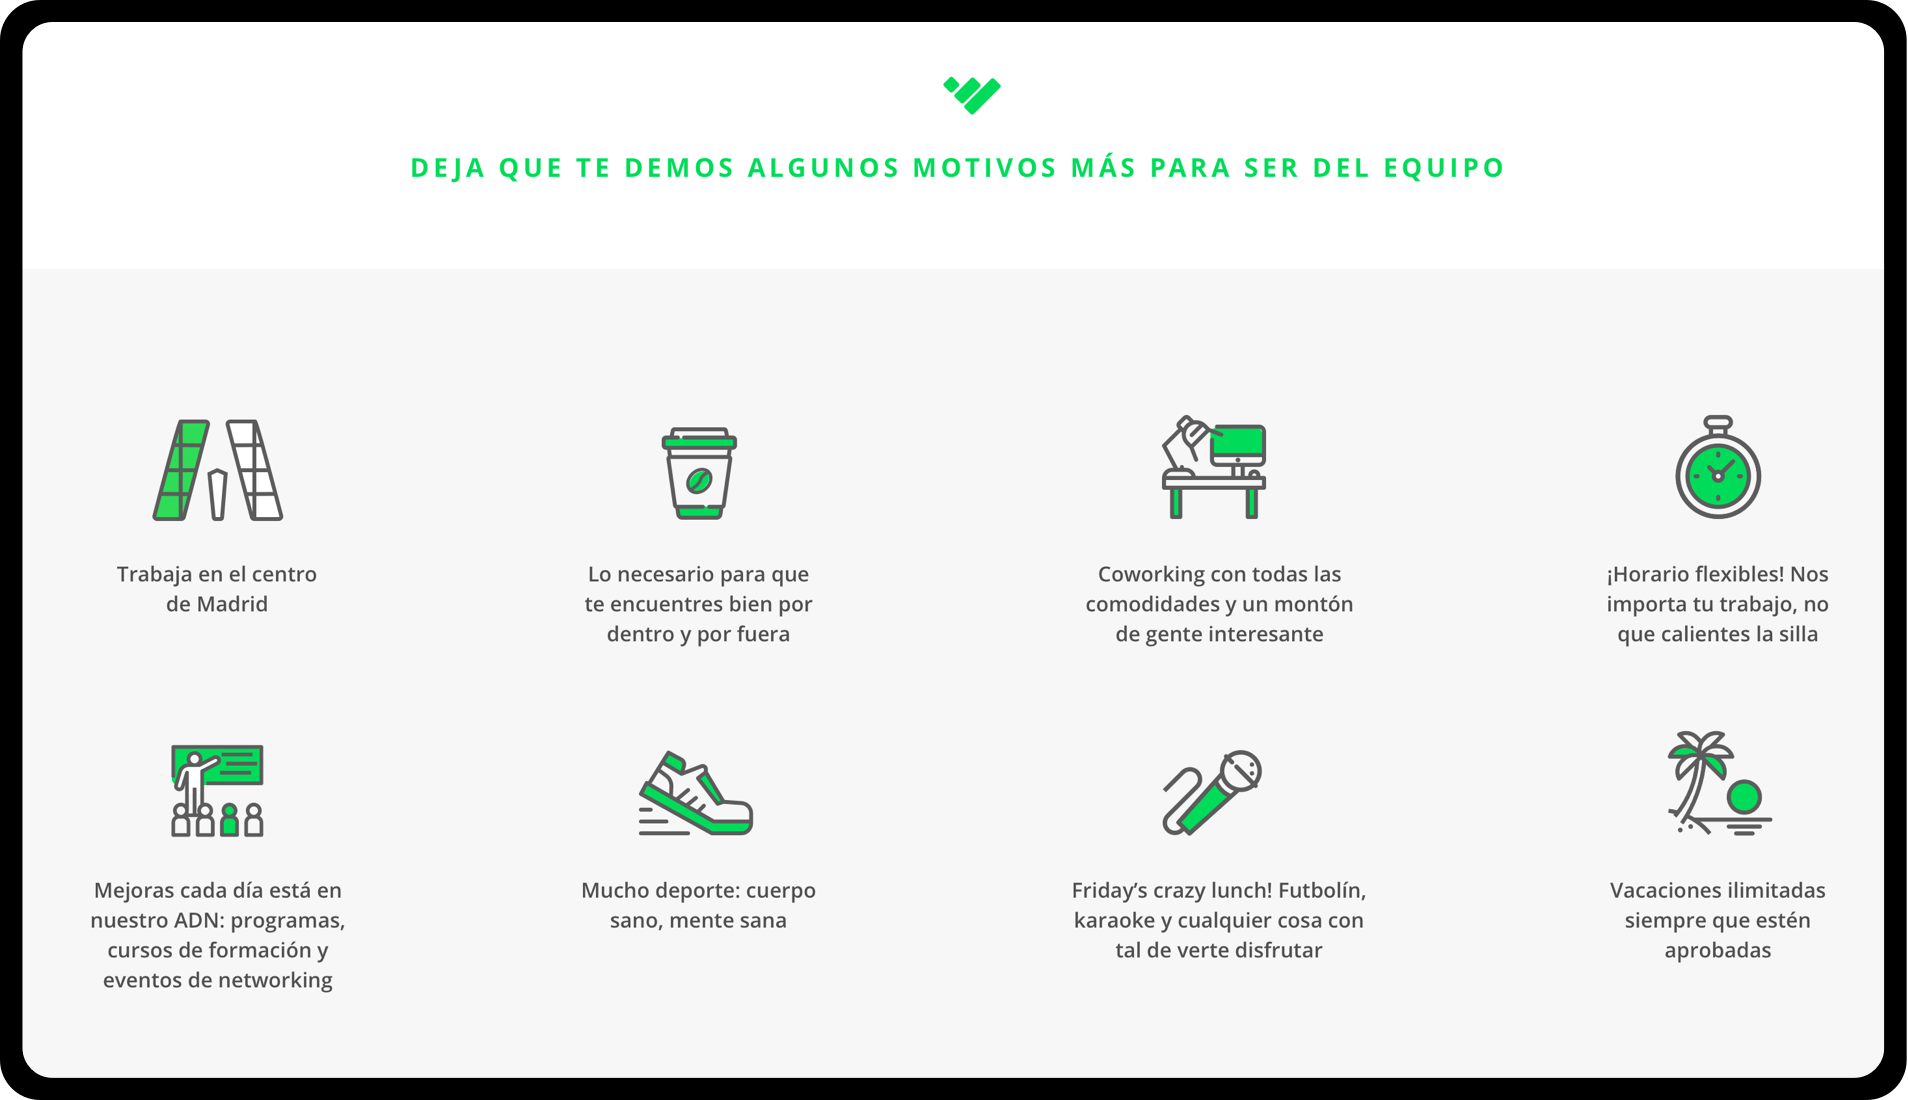 DEJA QUE TE DEMOS ALGUNOS MOTIVOS MÁS PARA SER DEL EQUIPO
Trabaja en el centro
de Madrid
Lo necesario para que
te encuentres bien por
dentro y por fuera
Coworking con todas las
comodidades y un montón
de gente interesante
¡Horario flexibles! Nos
importa tu trabajo, no
que calientes la silla
Mejoras cada día está en
nuestro ADN: programas,
cursos de formación y
eventos de networking
Mucho deporte: cuerpo
sano, mente sana
Friday’s crazy lunch! Futbolín,
karaoke y cualquier cosa con
tal de verte disfrutar
Vacaciones ilimitadas
siempre que estén
aprobadas